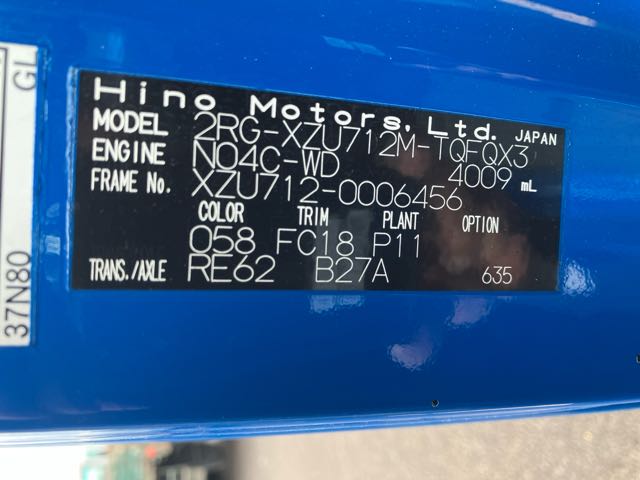 Hino Motors, Ltd. JAPAN
MODEL 2RG-XZU712M-TQFQX3
ENGINE N04C-WD 4009 mL
FRAME No. XZU712-0006456
COLOR TRIM PLANT OPTION
058 FC18 P11
TRANS./AXLE RE62 B27A 635
37N80
GL